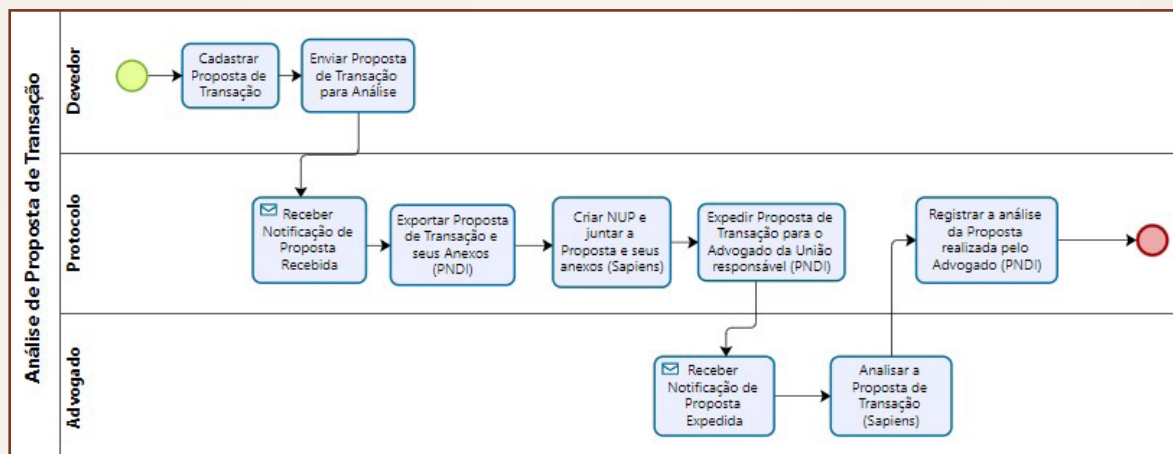 Análise de Proposta de Transação
Devedor
Cadastrar
Proposta de
Transação
Enviar Proposta
de Transação
para Análise
Protocolo
Receber
Notificação de
Proposta
Recebida
Exportar Proposta
de Transação e
seus Anexos
(PNDI)
Criar NUP e
juntar a
Proposta e seus
anexos (Sapiens)
Expedir Proposta de
Transação para o
Advogado da União
responsável (PNDI)
Registrar a análise
da Proposta
realizada pelo
Advogado (PNDI)
Advogado
Receber
Notificação de
Proposta
Expedida
Analisar a
Proposta de
Transação
(Sapiens)